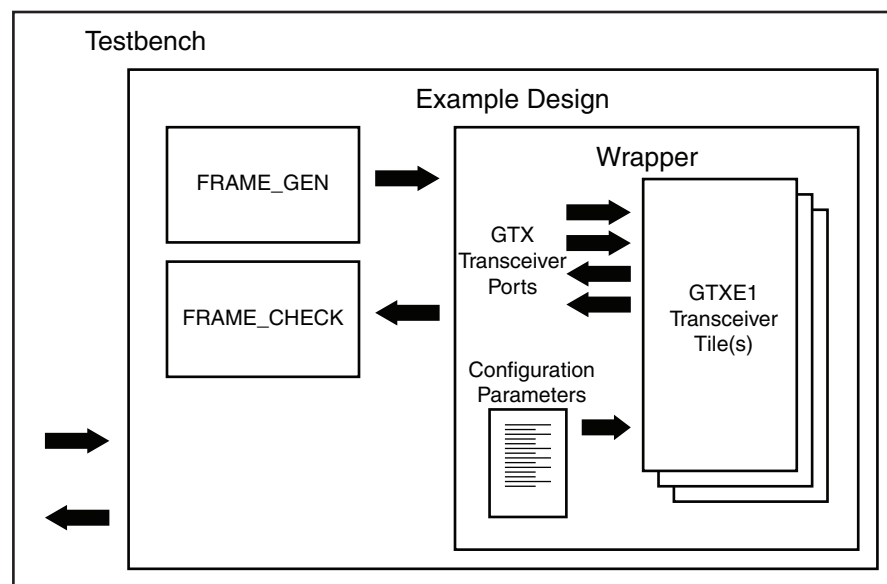 Testbench
Example Design
FRAME_GEN
FRAME_CHECK
Wrapper
GTX
Transceiver
Ports
GTXE1
Transceiver
Tile(s)
Configuration
Parameters